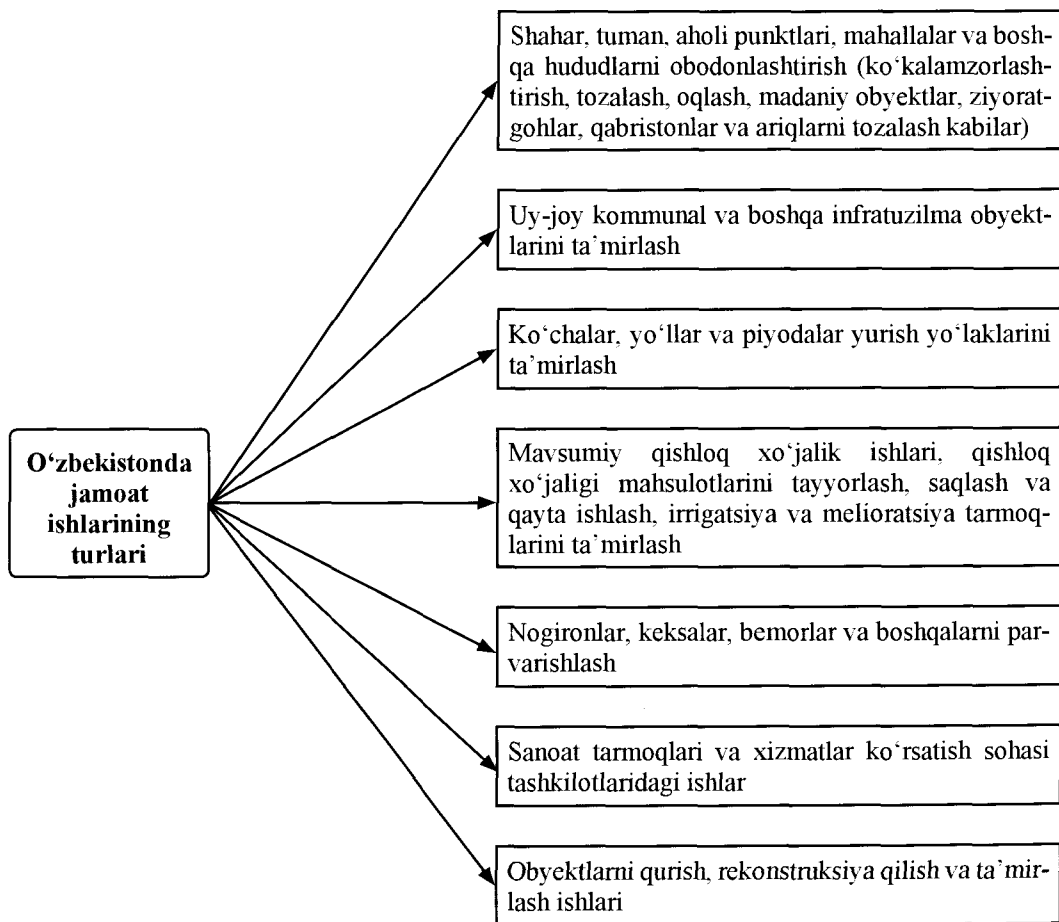 Shahar, tuman, aholi punktlari, mahallalar va bosh-
qa hududlarni obodonlashtirish (ko‘kalamzorlash-
tirish, tozalash, oqlash, madaniy obyektlar, ziyorat-
gohlar, qabristonlar va ariqlarni tozalash kabilar)
Uy-joy kommunal va boshqa infratuzilma obyekt-
larini ta’mirlash
Ko‘chalar, yo‘llar va piyodalar yurish yo‘laklarini
ta’mirlash
O‘zbekistonda
jamoat
ishlarining
turlari
Mavsumiy qishloq xo‘jalik ishlari, qishloq
xo‘jaligi mahsulotlarini tayyorlash, saqlash va
qayta ishlash, irrigatsiya va melioratsiya tarmoq-
larini ta’mirlash
Nogironlar, keksalar, bemorlar va boshqalarni par-
varishlash
Sanoat tarmoqlari va xizmatlar ko‘rsatish sohasi
tashkilotlaridagi ishlar
Obyektlarni qurish, rekonstruksiya qilish va ta’mir-
lash ishlari